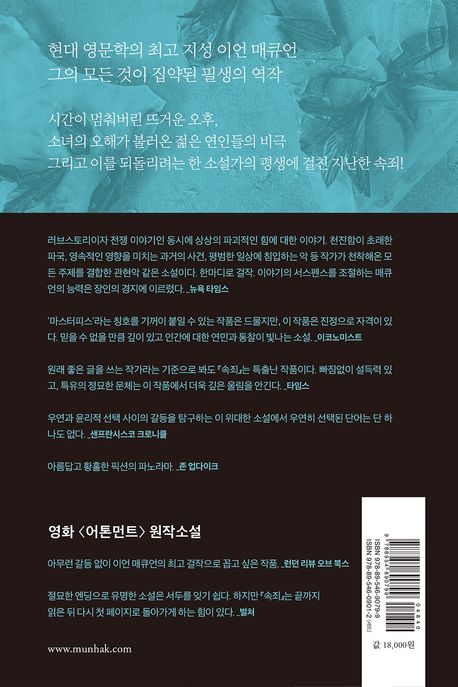 현대 영문학의 최고 지성 이언 매큐언
그의 모든 것이 집약된 필생의 역작
시간이 멈춰버린 뜨거운 오후,
소녀의 오해가 불러온 젊은 연인들의 비극
그리고 이를 되돌리려는 한 소설가의 평생에 걸친 지난한 속죄!
러브스토리이자 전쟁 이야기인 동시에 상상의 파괴적인 힘에 대한 이야기. 천진함이 초래한
파국, 영속적인 영향을 미치는 과거의 사건, 평범한 일상에 침입하는 악 등 작가가 천착해온 모
든 주제를 결합한 관현악 같은 소설이다. 한마디로 걸작. 이야기의 서스펜스를 조절하는 매큐
언의 능력은 장인의 경지에 이르렀다. _뉴욕 타임스
‘마스터피스’라는 칭호를 기꺼이 붙일 수 있는 작품은 드물지만, 이 작품은 진정으로 자격이 있
다. 믿을 수 없을 만큼 깊이 있고 인간에 대한 연민과 통찰이 빛나는 소설. _이코노미스트
원래 좋은 글을 쓰는 작가라는 기준으로 봐도 『속죄』는 특출난 작품이다. 빠짐없이 설득력 있
고, 특유의 정묘한 문체는 이 작품에서 더욱 깊은 울림을 안긴다. _타임스
우연과 윤리적 선택 사이의 갈등을 탐구하는 이 위대한 소설에서 우연히 선택된 단어는 단 하
나도 없다. _샌프란시스코 크로니클
아름답고 황홀한 픽션의 파노라마. _존 업다이크
영화 〈어톤먼트〉 원작소설
아무런 갈등 없이 이언 매큐언의 최고 걸작으로 꼽고 싶은 작품. _런던 리뷰 오브 북스
절묘한 엔딩으로 유명한 소설은 서두를 잊기 쉽다. 하지만 『속죄』는 끝까지
읽은 뒤 다시 첫 페이지로 돌아가게 하는 힘이 있다. _벌처
www.munhak.com
ISBN 978-89-546-9079-9
ISBN 978-89-546-0901-2 (세트)
9 788954 690799
04840
값 18,000원